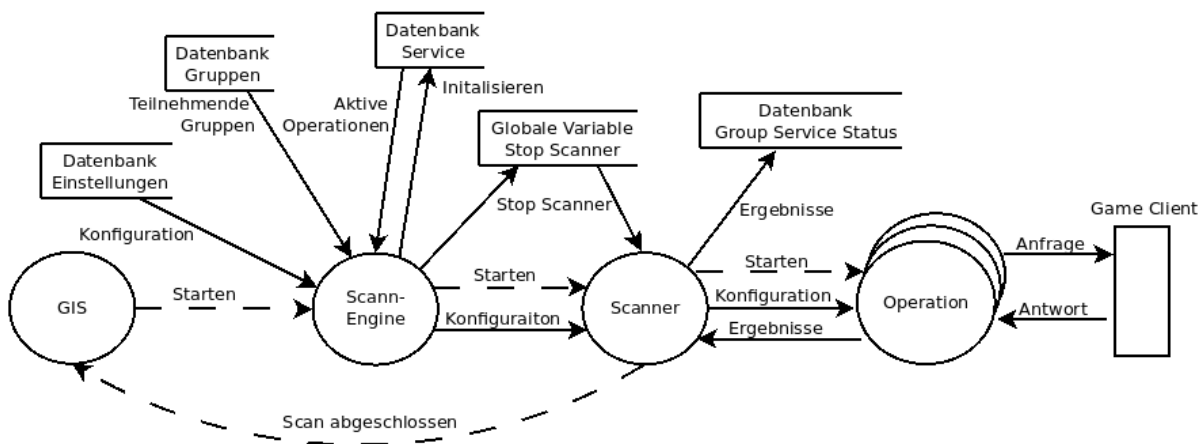 Datenbank
Service
Datenbank
Gruppen
Teilnehmende
Gruppen
Aktive
Operationen
Initalisieren
Globale Variable
Stop Scanner
Datenbank
Group Service Status
Datenbank
Einstellungen
Konfiguration
Stop Scanner
Ergebnisse
Game Client
GIS
Starten
Scann-
Engine
Starten
Konfiguraiton
Scanner
Starten
Konfiguration
Ergebnisse
Operation
Anfrage
Antwort
Scan abgeschlossen